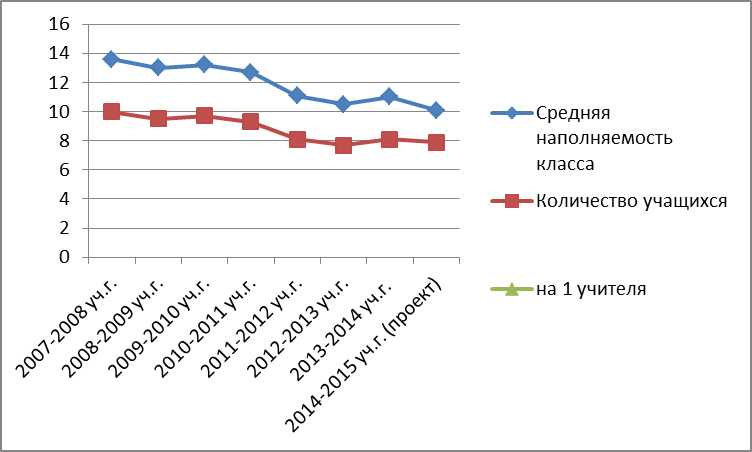 16
14
12
10
8
6
4
2
0
2007-2008 уч.г.
2008-2009 уч.г.
2009-2010 уч.г.
2010-2011 уч.г.
2011-2012 уч.г.
2012-2013 уч.г.
2013-2014 уч.г.
2014-2015 уч.г. (проект)
Средняя
наполняемость
класса
Количество учащихся
на 1 учителя